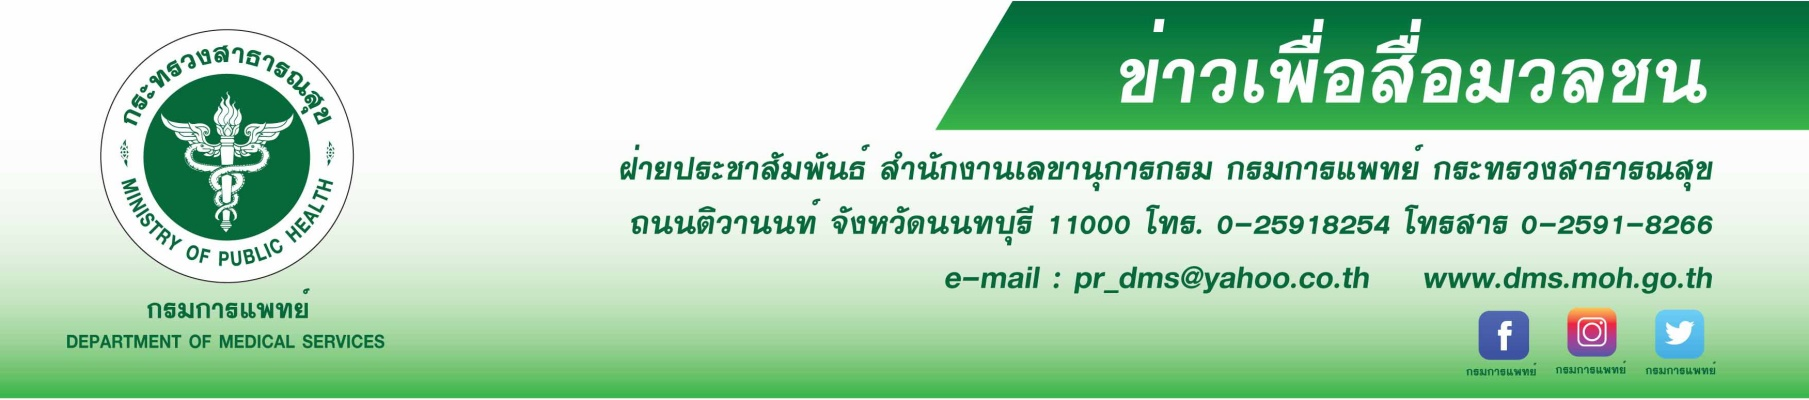 กระทรวงสาธารณสุข
MINISTRY OF PUBLIC HEALTH
กรมการแพทย์
DEPARTMENT OF MEDICAL SERVICES
ข่าวเพื่อสื่อมวลชน
ฝ่ายประชาสัมพันธ์ สำนักงานเลขานุการกรม กรมการแพทย์ กระทรวงสาธารณสุข
ถนนติวานนท์ จังหวัดนนทบุรี 11000 โทร. 0-25918254 โทรสาร 0-2591-8266
e-mail : pr_dms@yahoo.co.th www.dms.moh.go.th
กรมการแพทย์ กรมการแพทย์ กรมการแพทย์